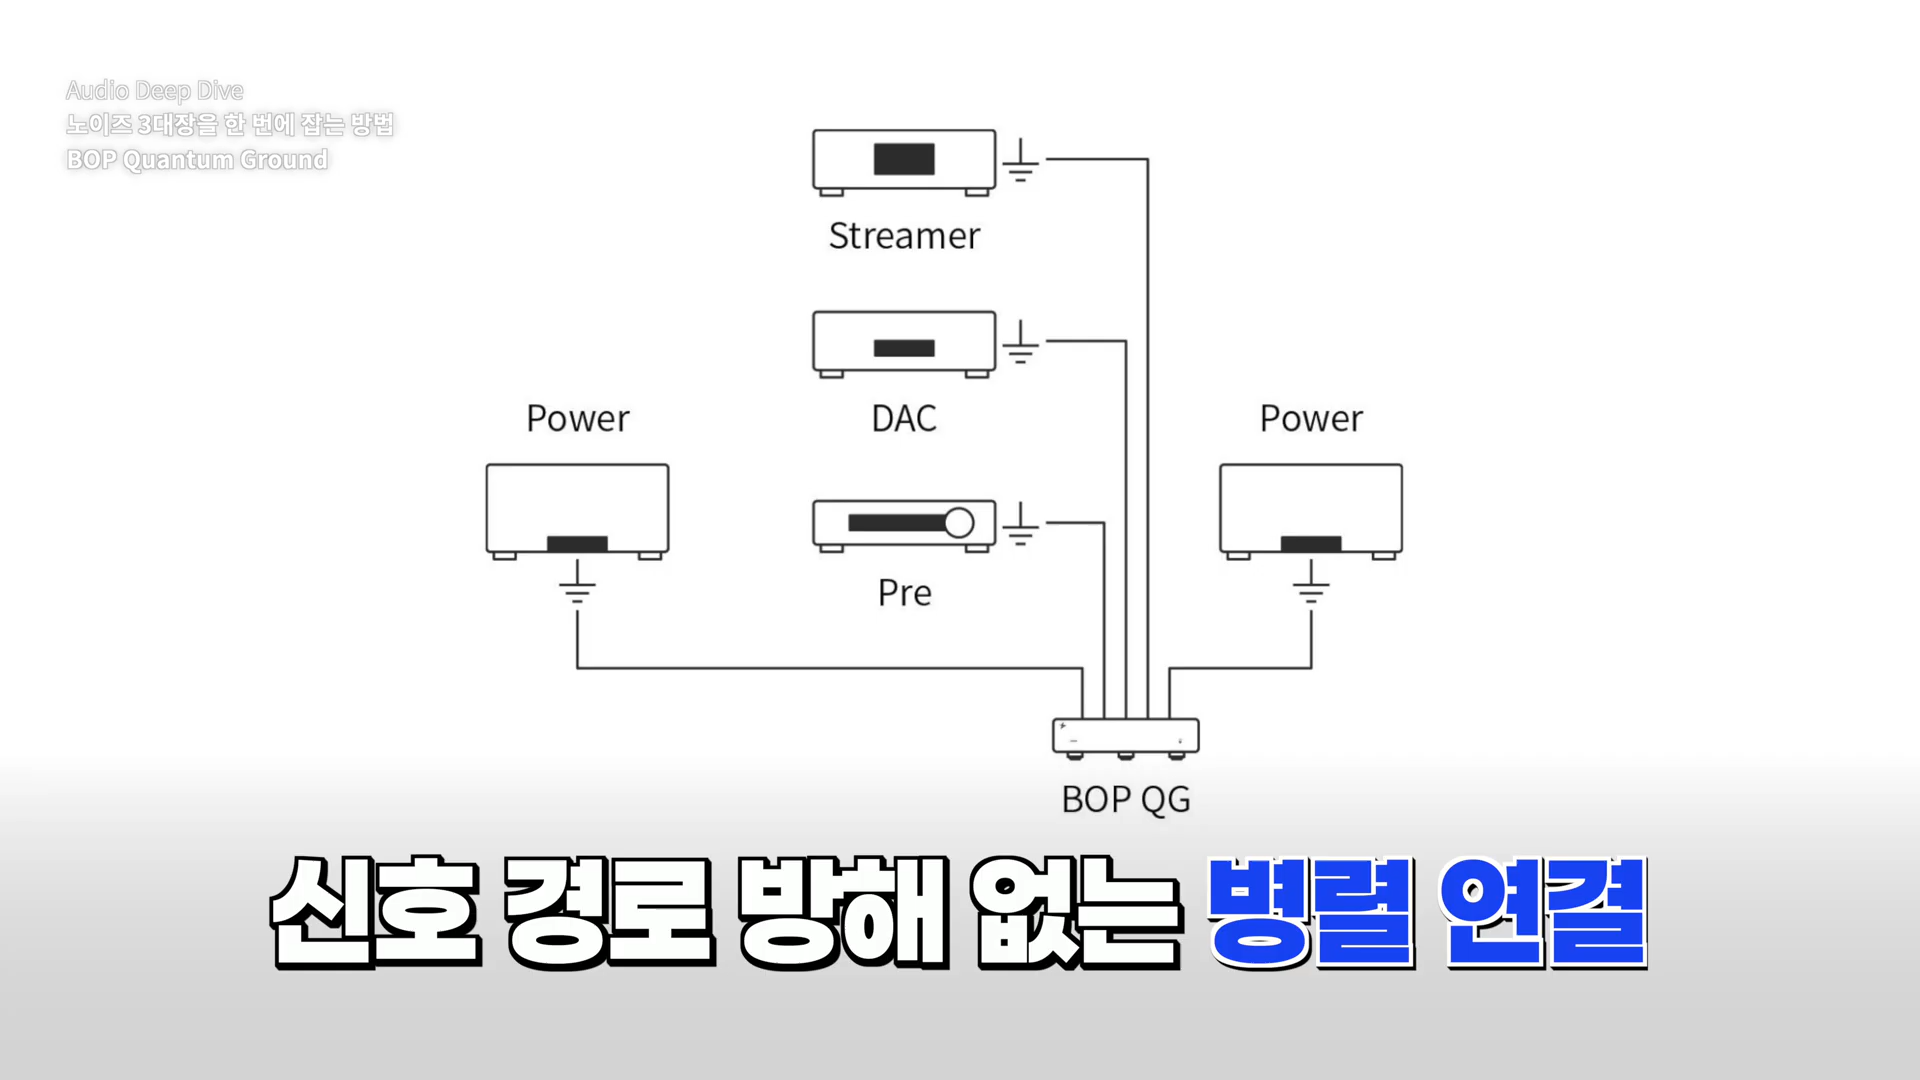 Audio Deep Dive
노이즈 3대장을 한 번에 잡는 방법
BOP Quantum Ground
Streamer
DAC
Power
Power
Pre
BOP QG
신호 경로 방해 없는 병렬 연결